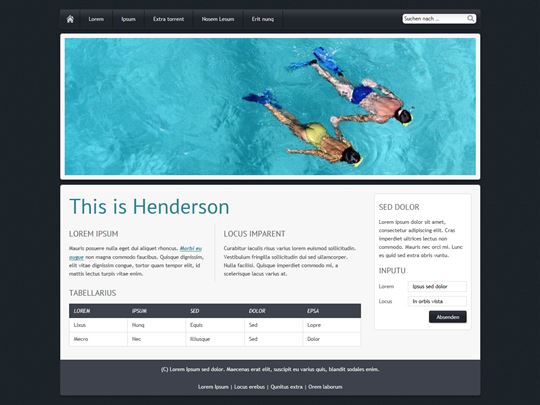 Lorem Ipsum Extra torrent Nosem Lesum Erit nunq Suchen nach ...
This is Henderson
LOREM IPSUM
Mauris posuere nulla eget dui aliquet rhoncus. Morbi eu
augue non magna commodo faucibus. Quisque dignissim,
elit vitae dignissim congue, tortor quam tempor elit, id
mattis lectus turpis vitae enim.
LOCUS IMPARENT
Curabitur iaculis risus varius lorem euismod sollicitudin.
Vestibulum fringilla sollicitudin dui sed ullamcorper.
Nulla facilisi. Quisque imperdiet commodo mi, a
scelerisque lacus varius at.
TABELLARIUS
LOREM IPSUM SED DOLOR EPSA
Lixus Hunq Equis Sed Lopre
Mecro Nec Illiusque Sed Dolor
SED DOLOR
Lorem ipsum dolor sit amet,
consectetur adipiscing elit. Cras
imperdiet ultrices lectus non
commodo. Mauris nec orci mi. Lunc
es quid sed extra obris vuntu.
INPUTU
Lorem Ipsus sed dolor
Locus In orbis vista
Absenden
(C) Lorem Ipsum sed dolor. Maecenas erat elit, suscipit eu varius quis, blandit sodales enim.
Lorem Ipsum | Locus erebus | Qunitus extra | Orem laborum